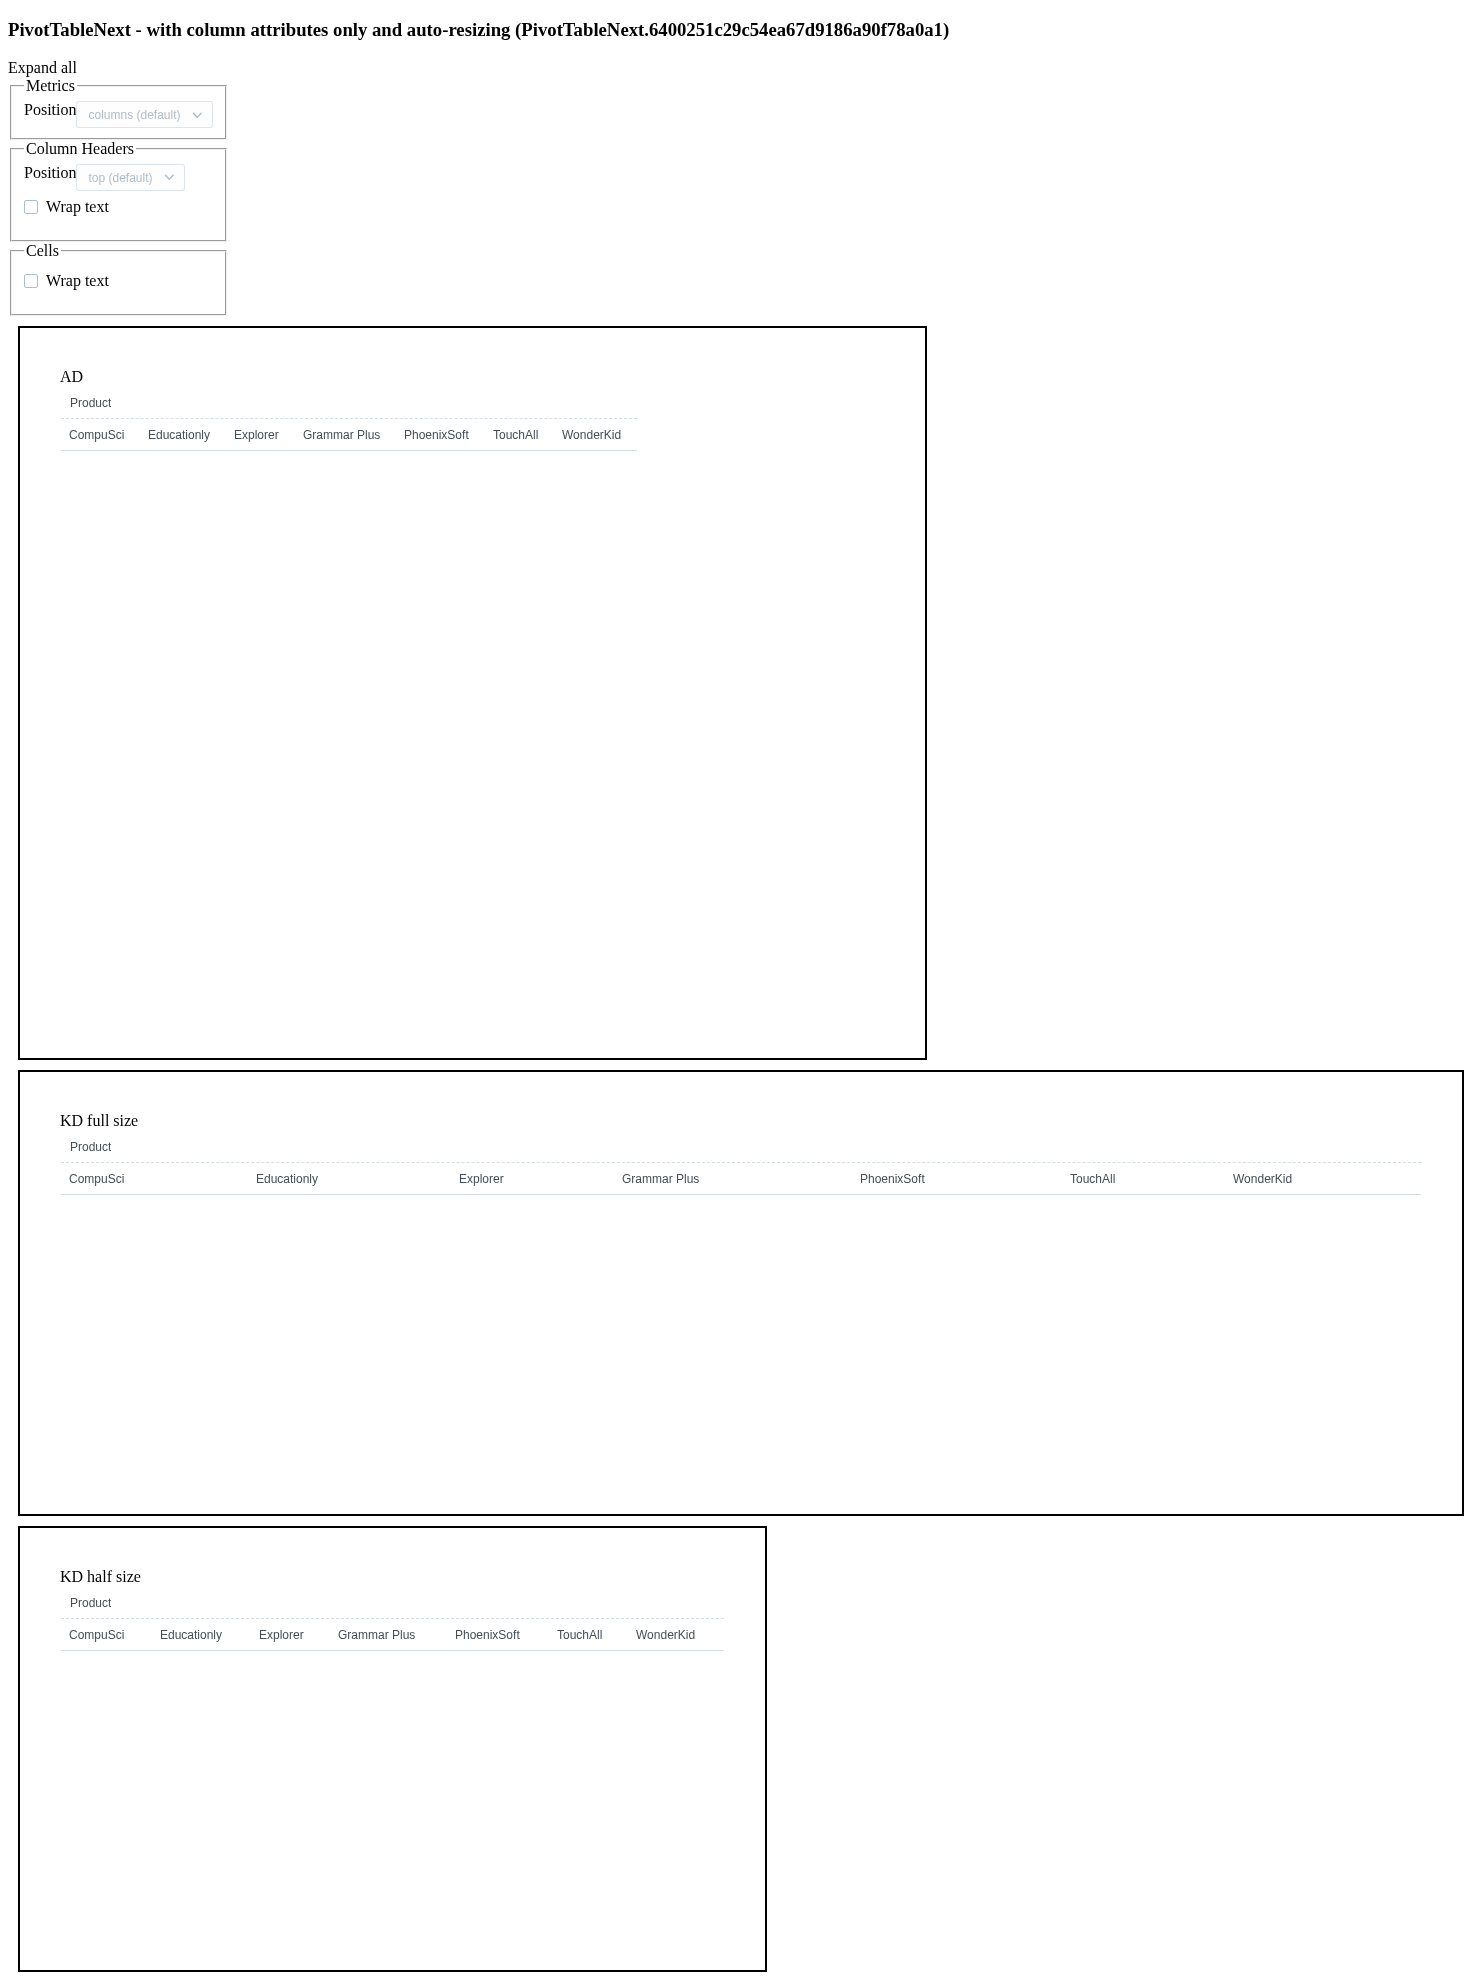 PivotTableNext - with column attributes only and auto-resizing (PivotTableNext.6400251c29c54ea67d9186a90f78a0a1)
Expand all
Metrics
Position columns (default)
Column Headers
Position top (default)
Wrap text
Cells
Wrap text
AD
Product
CompuSci Educationly Explorer Grammar Plus PhoenixSoft TouchAll WonderKid
KD full size
Product
CompuSci Educationly Explorer Grammar Plus PhoenixSoft TouchAll WonderKid
KD half size
Product
CompuSci Educationly Explorer Grammar Plus PhoenixSoft TouchAll WonderKid